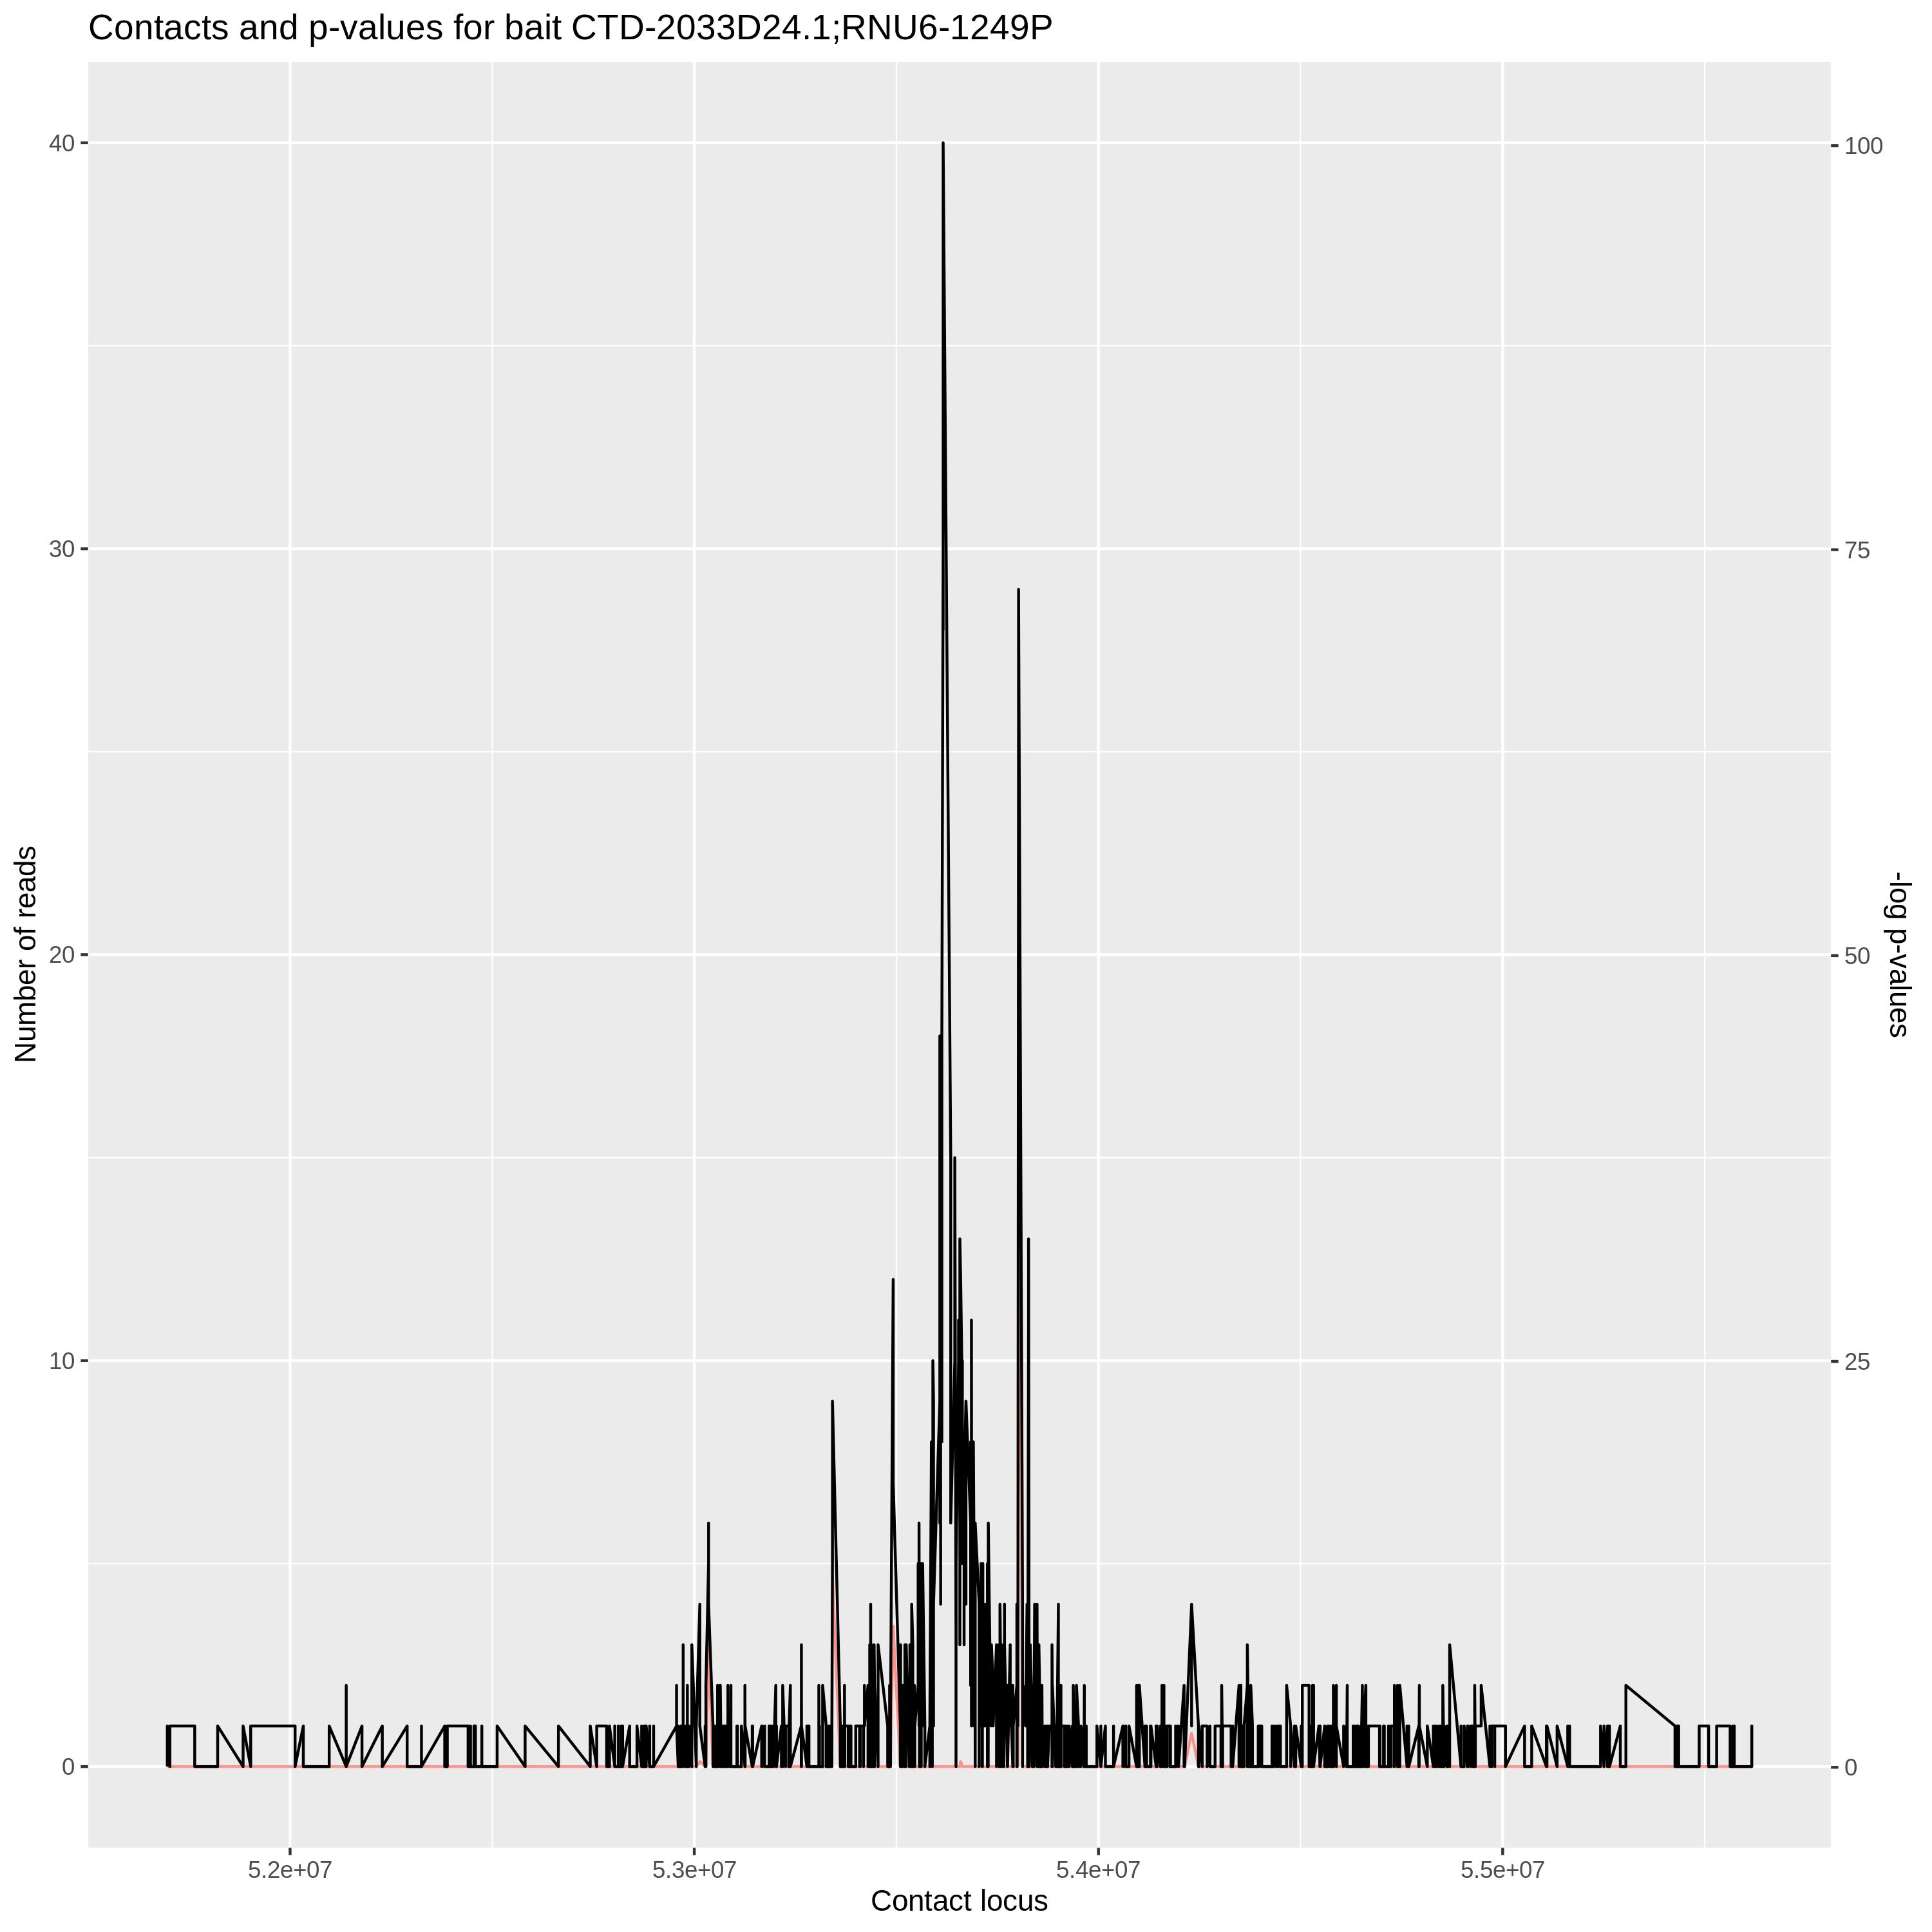 Contacts and p-values for bait CTD-2033D24.1;RNU6-1249P
40
30
20
10
0
100
75
50
25
0
Number of reads
-log p-values
5.2e+07
5.3e+07
5.4e+07
5.5e+07
Contact locus